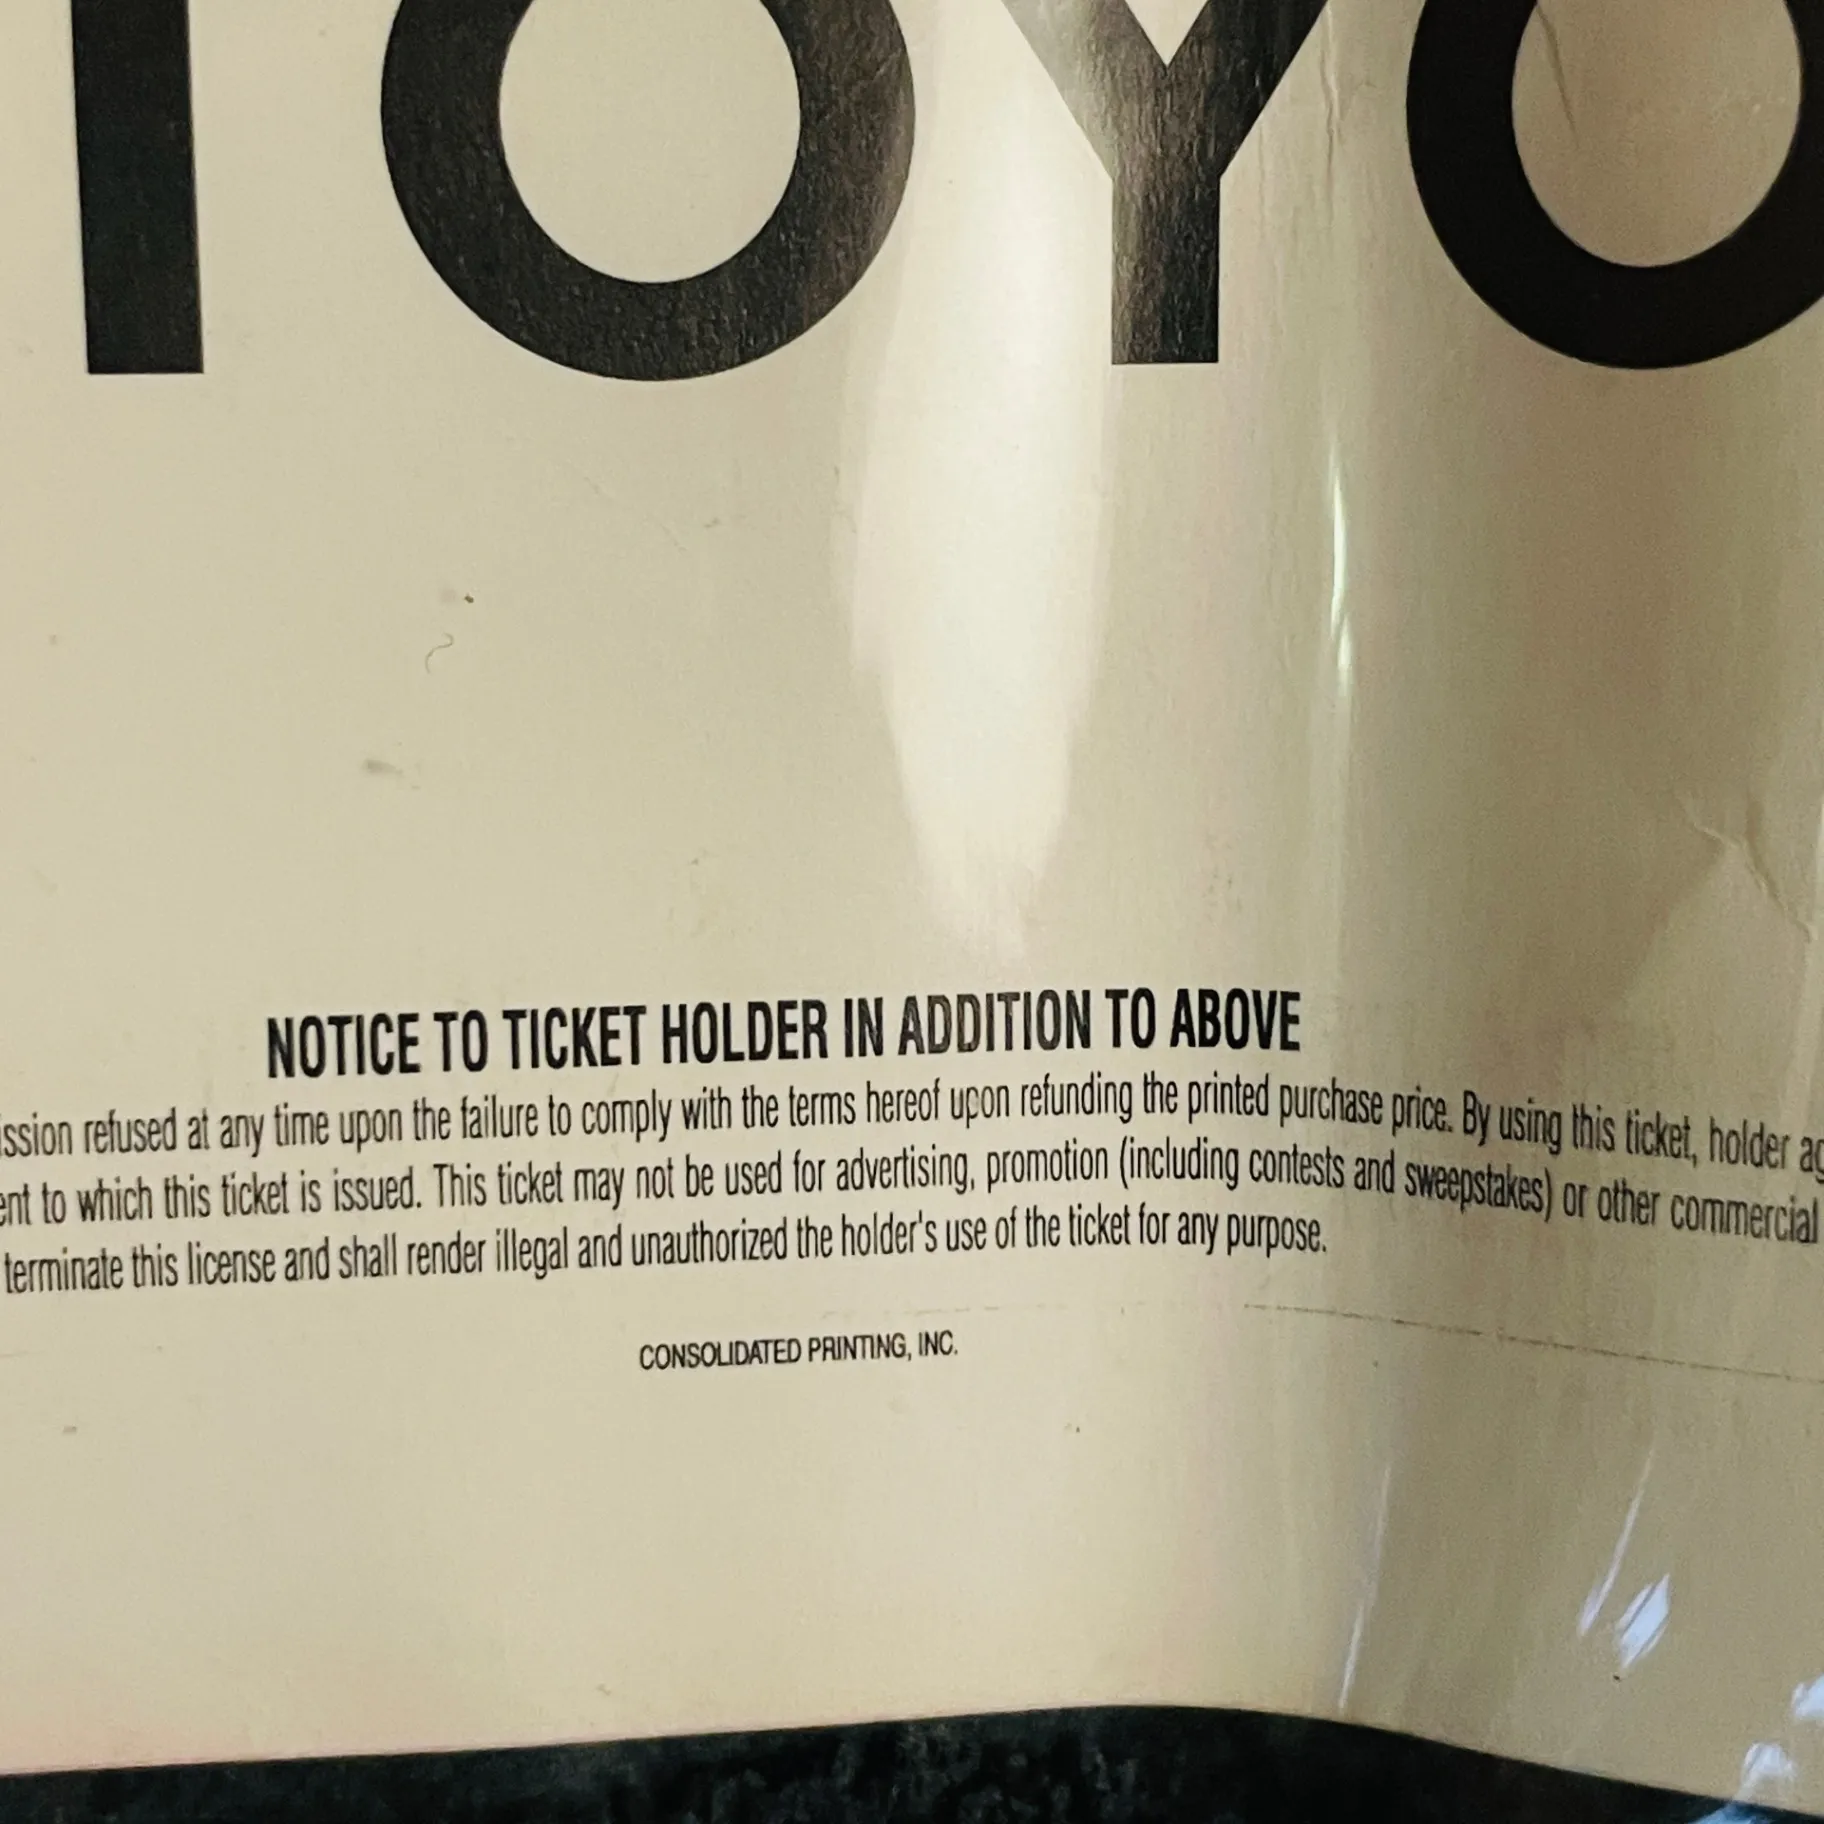 TOYO
NOTICE TO TICKET HOLDER IN ADDITION TO ABOVE
ission refused at any time upon the failure to comply with the terms hereof upon refunding the printed purchase price. By using this ticket, holder ag
ent to which this ticket is issued. This ticket may not be used for advertising, promotion (including contests and sweepstakes) or other commercial
terminate this license and shall render illegal and unauthorized the holder's use of the ticket for any purpose.
CONSOLIDATED PRINTING, INC.